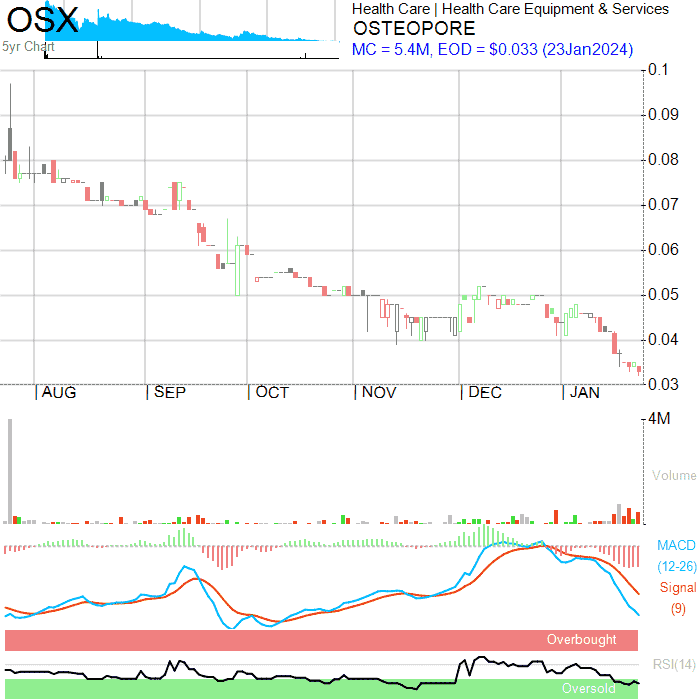 OSX
5yr Chart
Health Care | Health Care Equipment & Services
OSTEOPORE
MC = 5.4M, EOD = $0.033 (23Jan2024)
0.1
0.09
0.08
0.07
0.06
0.05
0.04
0.03
AUG SEP OCT NOV DEC JAN
4M
Volume
MACD
(12-26)
Signal
(9)
Overbought
RSI(14)
Oversold